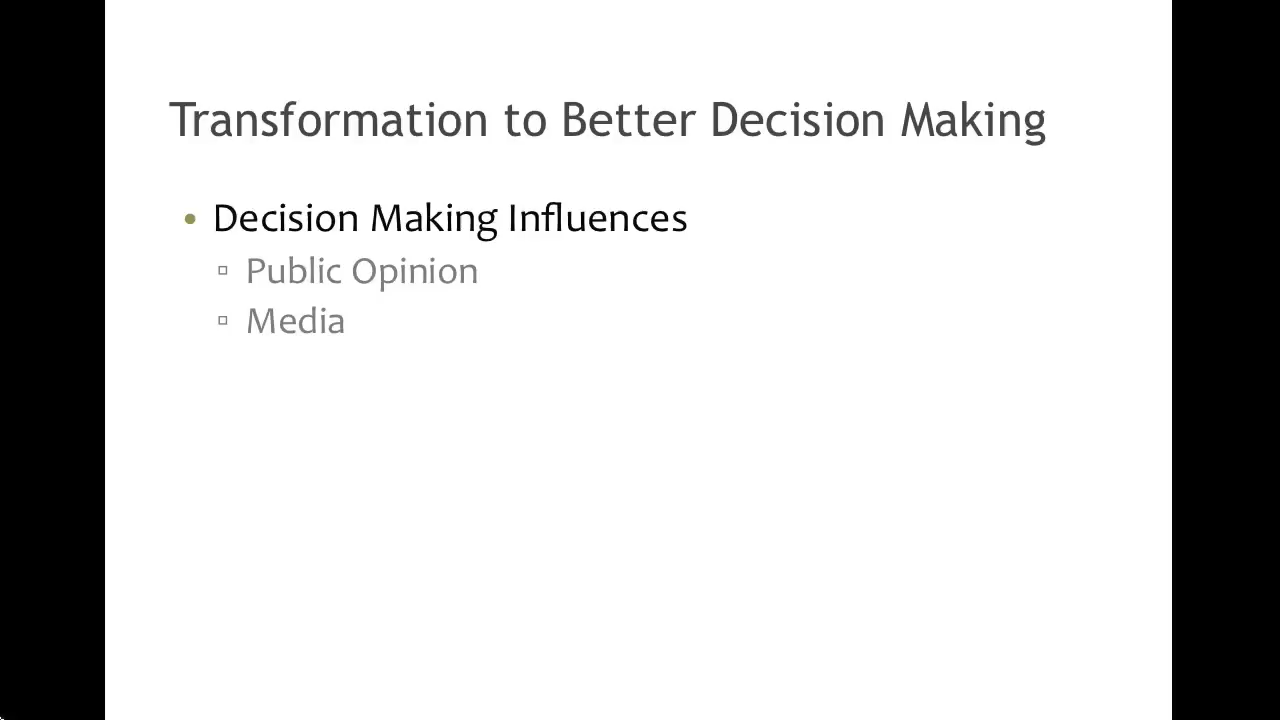 Transformation to Better Decision Making
• Decision Making Influences
▫ Public Opinion
▫ Media